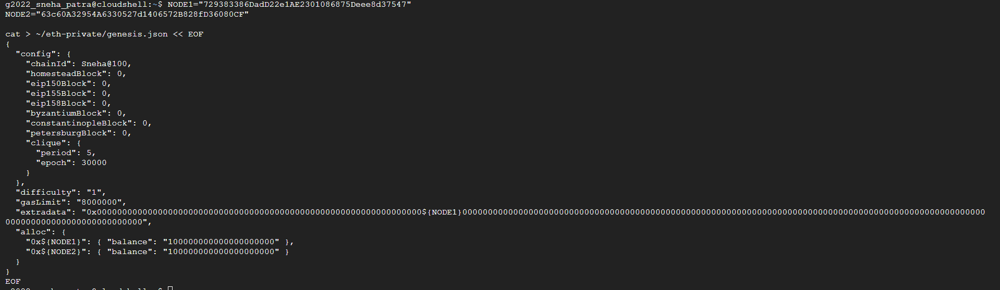 g2022_sneha_patra@cloudshell:~$ NODE1="729383386DadD22e1AE2301086875Deee8d37547"
NODE2="63c60A32954A6330527d1406572B828fD36080CF"
cat > ~/eth-private/genesis.json << EOF
{
  "config": {
    "chainId": Sneha@100,
    "homesteadBlock": 0,
    "eip150Block": 0,
    "eip155Block": 0,
    "eip158Block": 0,
    "byzantiumBlock": 0,
    "constantinopleBlock": 0,
    "petersburgBlock": 0,
    "clique": {
      "period": 5,
      "epoch": 30000
    }
  },
  "difficulty": "1",
  "gasLimit": "8000000",
  "extradata": "0x0000000000000000000000000000000000000000000000000000000000000000${NODE1}0000000000000000000000000000000000000000000000000000000000000000000000000000000000000000000000000000000
000000000000000000000000000",
  "alloc": {
    "0x${NODE1}": { "balance": "100000000000000000000" },
    "0x${NODE2}": { "balance": "100000000000000000000" }
  }
}
EOF